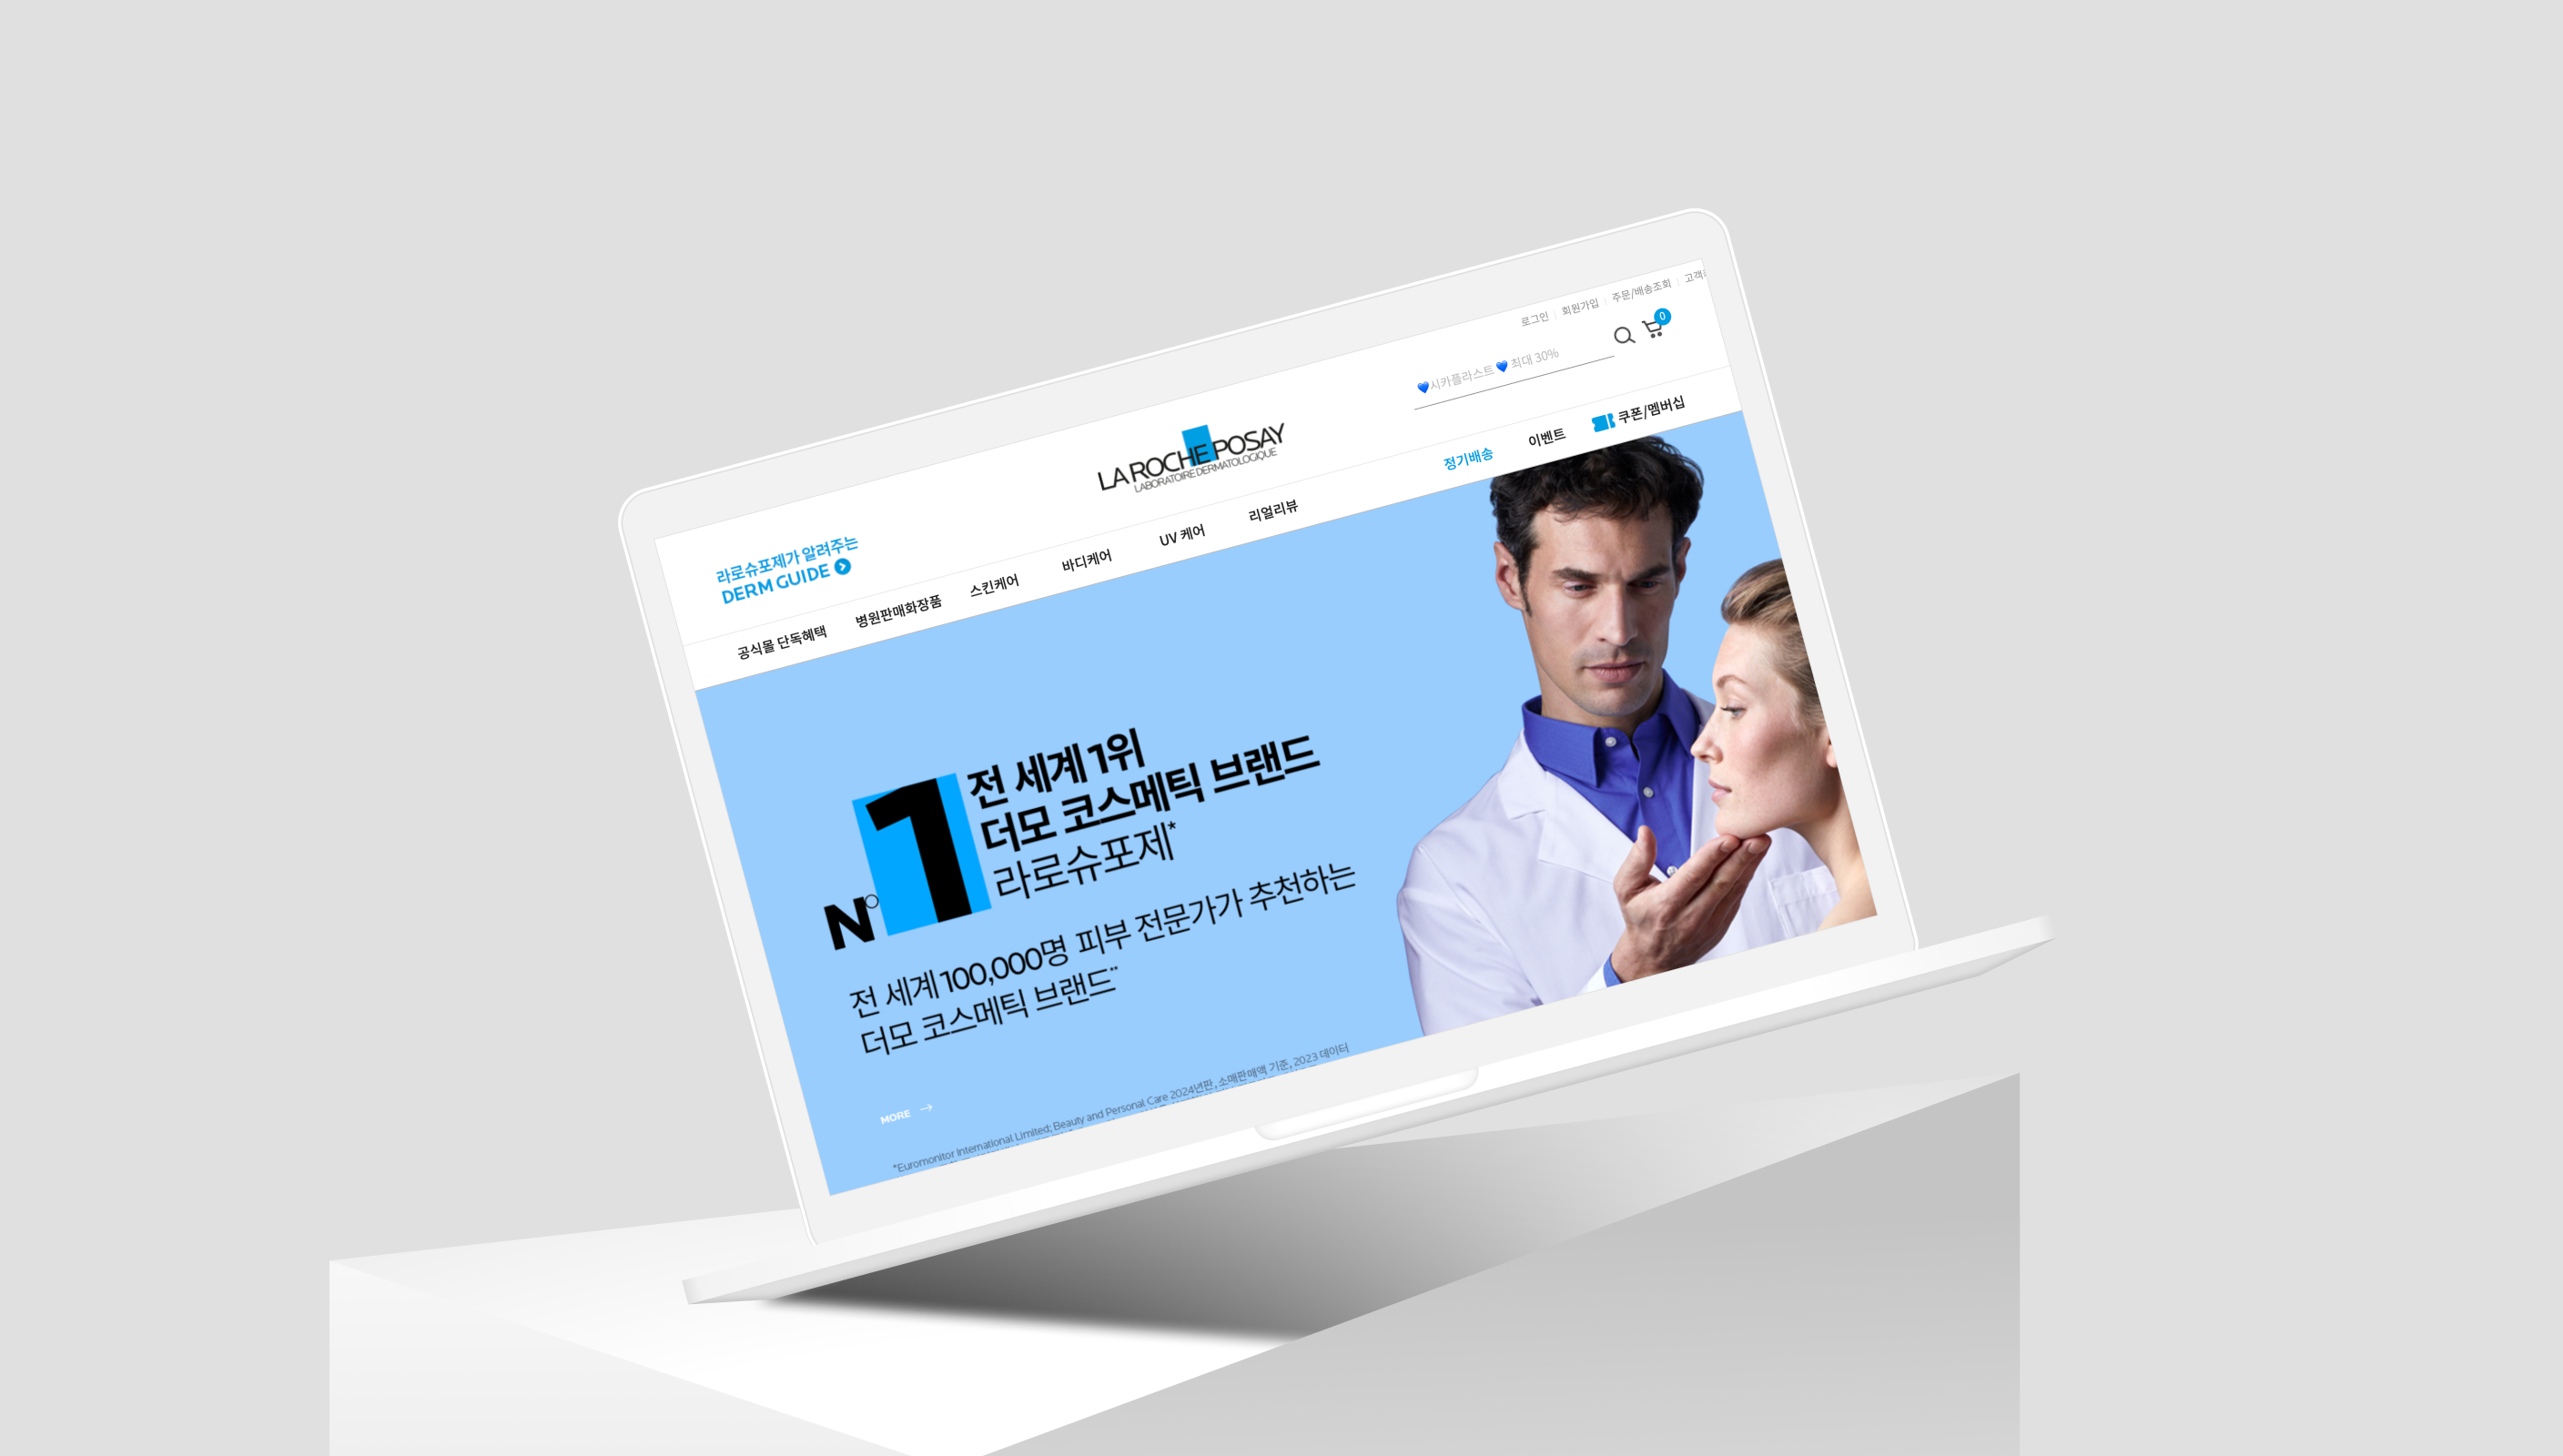 로그인
회원가입
주문/배송조회
💙시카플라스트 💙 최대 30%
0
LA ROCHE POSAY
LABORATOIRE DERMATOLOGIQUE
라로슈포제가 알려주는
DERM GUIDE
공식몰 단독혜택
병원판매화장품
스킨케어
바디케어
UV 케어
리얼리뷰
정기배송
이벤트
쿠폰/멤버십
N° 1
전 세계 1위
더모 코스메틱 브랜드
라로슈포제*
전 세계 100,000명 피부 전문가가 추천하는
더모 코스메틱 브랜드¨
MORE →
*Euromonitor International Limited; Beauty and Personal Care 2024년판, 소매판매액 기준, 2023 데이터